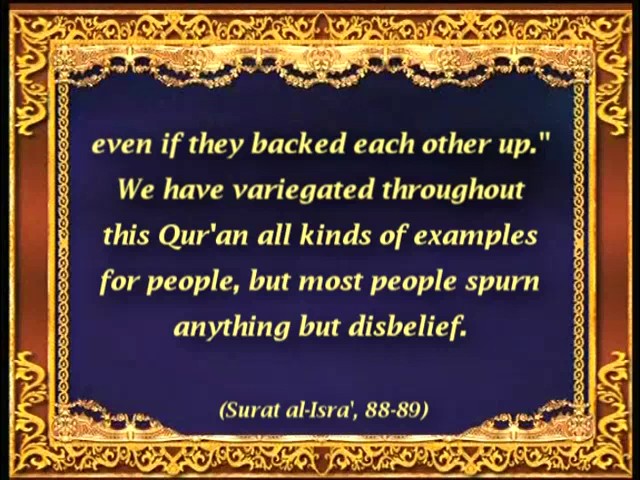 even if they backed each other up."
We have variegated throughout
this Qur'an all kinds of examples
for people, but most people spurn
anything but disbelief.
(Surat al-Isra', 88-89)